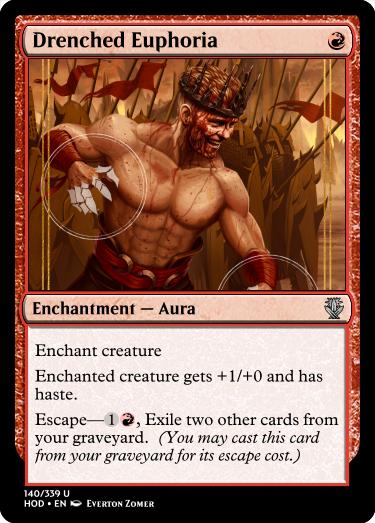 Drenched Euphoria
Enchantment — Aura
Enchant creature
Enchanted creature gets +1/+0 and has
haste.
Escape—1, Exile two other cards from
your graveyard. (You may cast this card
from your graveyard for its escape cost.)
140/339 U
HOD • EN Everton Zomer